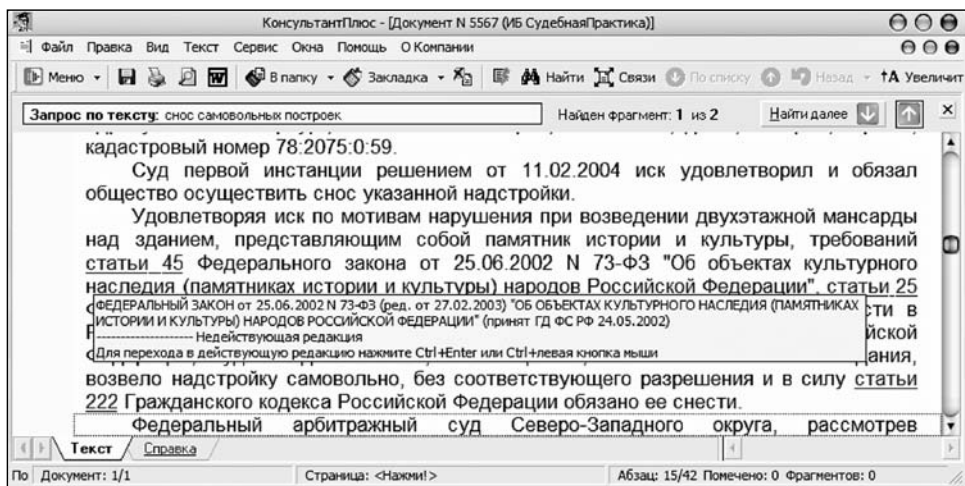 КонсультантПлюс - [Документ N 5567 (ИБ СудебнаяПрактика)]
Файл Правка Вид Текст Сервис Окна Помощь О Компании
Меню В папку Закладка Найти Связи По списку Назад Увеличит
Запрос по тексту: снос самовольных построек Найден фрагмент: 1 из 2 Найти далее
кадастровый номер 78:2075:0:59.
Суд первой инстанции решением от 11.02.2004 иск удовлетворил и обязал
общество осуществить снос указанной надстройки.
Удовлетворяя иск по мотивам нарушения при возведении двухэтажной мансарды
над зданием, представляющим собой памятник истории и культуры, требований
статьи 45 Федерального закона от 25.06.2002 N 73-ФЗ "Об объектах культурного
наследия (памятниках истории и культуры) народов Российской Федерации", статьи 25
ФЕДЕРАЛЬНЫЙ ЗАКОН от 25.06.2002 N 73-ФЗ (ред. от 27.02.2003) "ОБ ОБЪЕКТАХ КУЛЬТУРНОГО НАСЛЕДИЯ (ПАМЯТНИКАХ
ИСТОРИИ И КУЛЬТУРЫ) НАРОДОВ РОССИЙСКОЙ ФЕДЕРАЦИИ" (принят ГД ФС РФ 24.05.2002)
-------------------- Недействующая редакция
Для перехода в действующую редакцию нажмите Ctrl+Enter или Ctrl+левая кнопка мыши
возвело надстройку самовольно, без соответствующего разрешения и в силу статьи
222 Гражданского кодекса Российской Федерации обязано ее снести.
Федеральный арбитражный суд Северо-Западного округа, рассмотрев
Текст Справка
По Документ: 1/1 Страница: <Нажми!> Абзац: 15/42 Помечено: 0 Фрагментов: 0